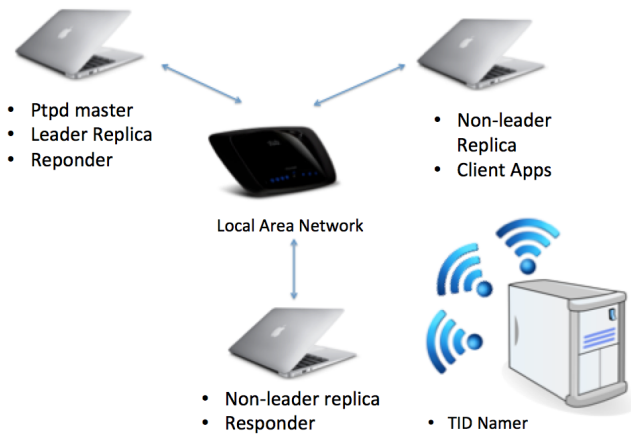 • Ptpd master
• Leader Replica
• Reponder
• Non-leader
Replica
• Client Apps
Local Area Network
• Non-leader replica
• Responder
• TID Namer